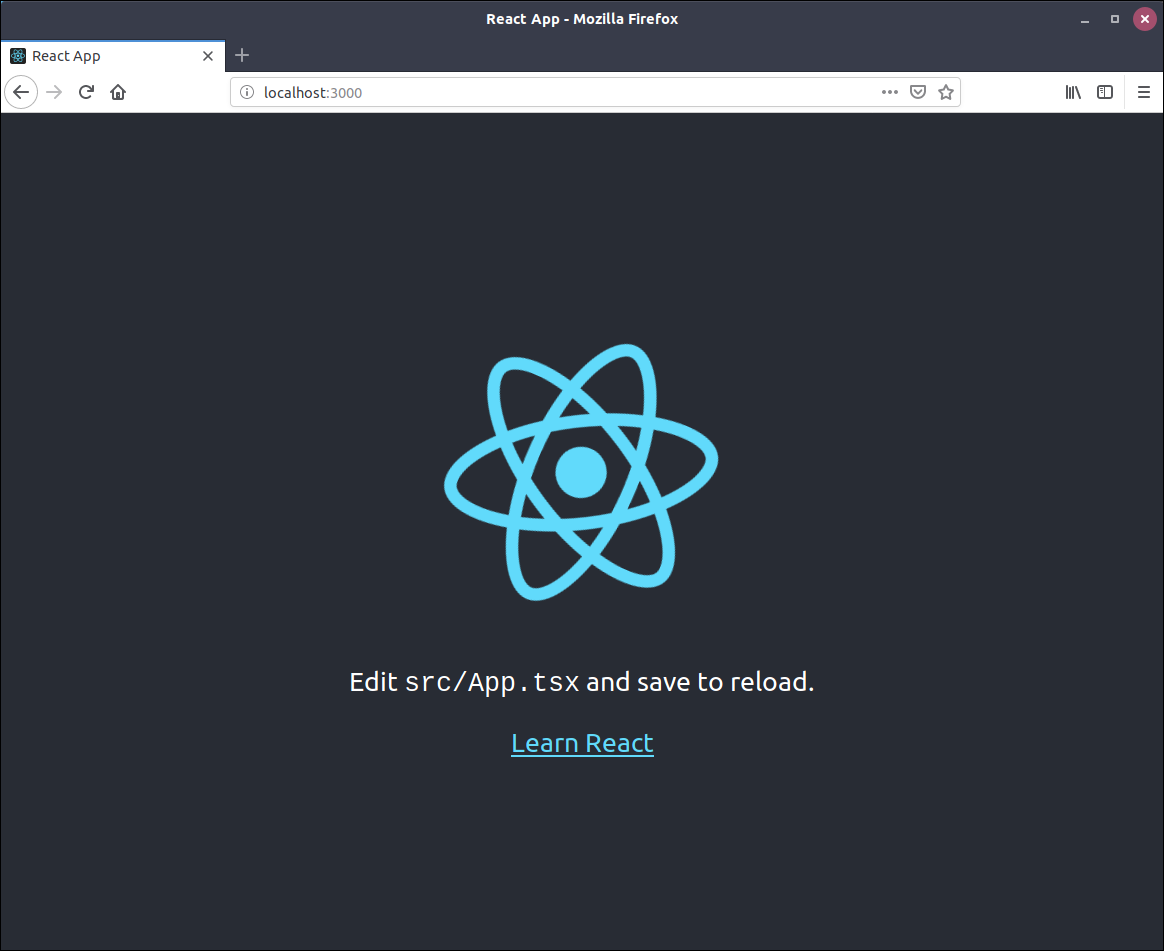 React App - Mozilla Firefox
React App
localhost:3000
Edit src/App.tsx and save to reload.
Learn React